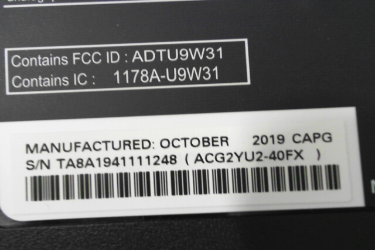 Contains FCC ID : ADTU9W31
Contains IC : 1178A-U9W31
MANUFACTURED: OCTOBER 2019 CAPG
S/N TA8A1941111248 ( ACG2YU2-40FX )